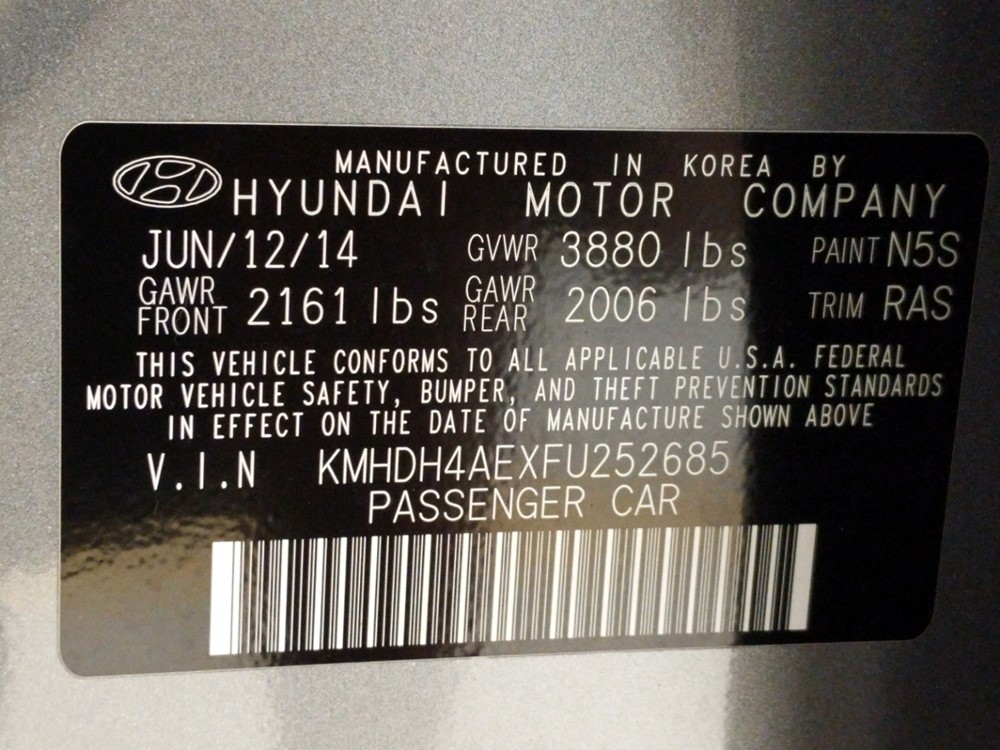 MANUFACTURED IN KOREA BY
HYUNDAI MOTOR COMPANY
JUN/12/14 GVWR 3880 lbs PAINT N5S
GAWR FRONT 2161 lbs GAWR REAR 2006 lbs TRIM RAS
THIS VEHICLE CONFORMS TO ALL APPLICABLE U.S.A. FEDERAL
MOTOR VEHICLE SAFETY, BUMPER, AND THEFT PREVENTION STANDARDS
IN EFFECT ON THE DATE OF MANUFACTURE SHOWN ABOVE
V.I.N KMHDH4AEXFU252685
PASSENGER CAR